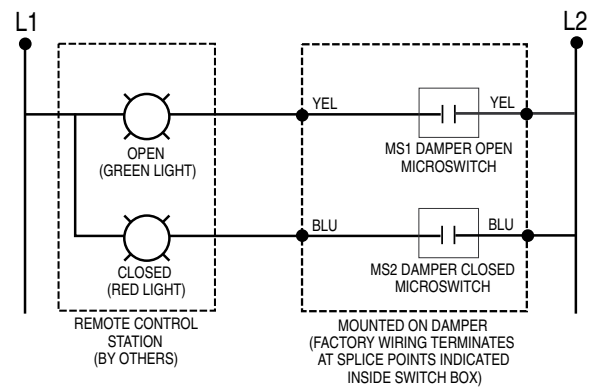 L1
L2
YEL
YEL
OPEN
(GREEN LIGHT)
MS1 DAMPER OPEN
MICROSWITCH
BLU
BLU
CLOSED
(RED LIGHT)
MS2 DAMPER CLOSED
MICROSWITCH
REMOTE CONTROL
STATION
(BY OTHERS)
MOUNTED ON DAMPER
(FACTORY WIRING TERMINATES
AT SPLICE POINTS INDICATED
INSIDE SWITCH BOX)